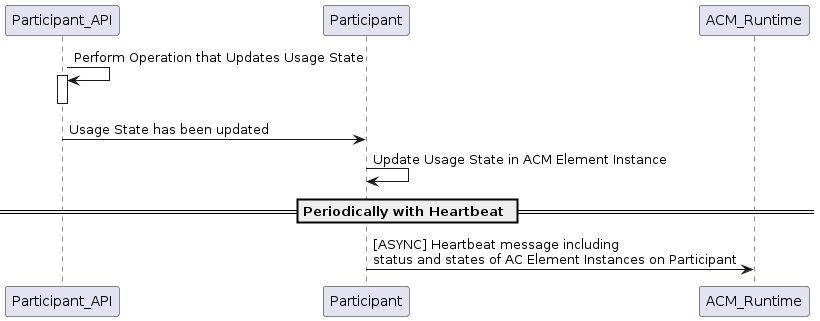 Participant_API
Participant
ACM_Runtime
Perform Operation that Updates Usage State
Usage State has been updated
Update Usage State in ACM Element Instance
Periodically with Heartbeat
[ASYNC] Heartbeat message including
status and states of AC Element Instances on Participant
Participant_API
Participant
ACM_Runtime